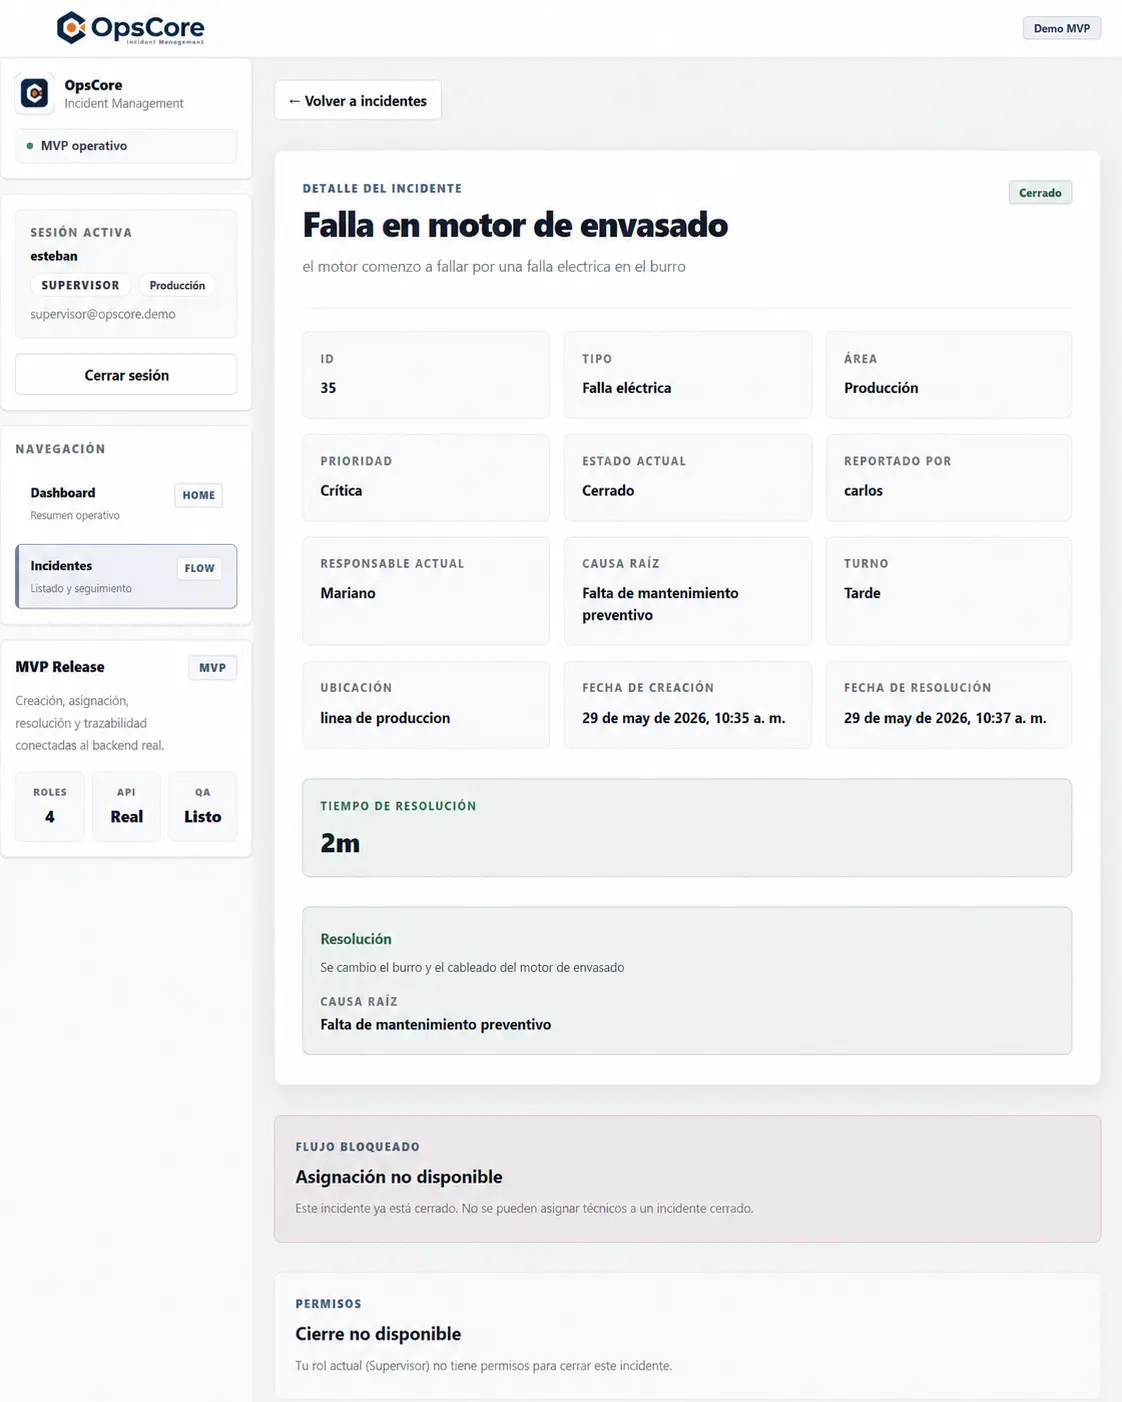 OpsCore
Incident Management
Demo MVP
OpsCore
Incident Management
MVP operativo
SESIÓN ACTIVA
esteban
SUPERVISOR
Producción
supervisor@opscore.demo
Cerrar sesión
NAVEGACIÓN
Dashboard
HOME
Resumen operativo
Incidentes
FLOW
Listado y seguimiento
MVP Release
MVP
Creación, asignación,
resolución y trazabilidad
conectadas al backend real.
ROLES
4
API
Real
QA
Listo
← Volver a incidentes
DETALLE DEL INCIDENTE
Cerrado
Falla en motor de envasado
el motor comenzo a fallar por una falla electrica en el burro
ID
35
TIPO
Falla eléctrica
ÁREA
Producción
PRIORIDAD
Crítica
ESTADO ACTUAL
Cerrado
REPORTADO POR
carlos
RESPONSABLE ACTUAL
Mariano
CAUSA RAÍZ
Falta de mantenimiento
preventivo
TURNO
Tarde
UBICACIÓN
linea de produccion
FECHA DE CREACIÓN
29 de may de 2026, 10:35 a. m.
FECHA DE RESOLUCIÓN
29 de may de 2026, 10:37 a. m.
TIEMPO DE RESOLUCIÓN
2m
Resolución
Se cambio el burro y el cableado del motor de envasado
CAUSA RAÍZ
Falta de mantenimiento preventivo
FLUJO BLOQUEADO
Asignación no disponible
Este incidente ya está cerrado. No se pueden asignar técnicos a un incidente cerrado.
PERMISOS
Cierre no disponible
Tu rol actual (Supervisor) no tiene permisos para cerrar este incidente.